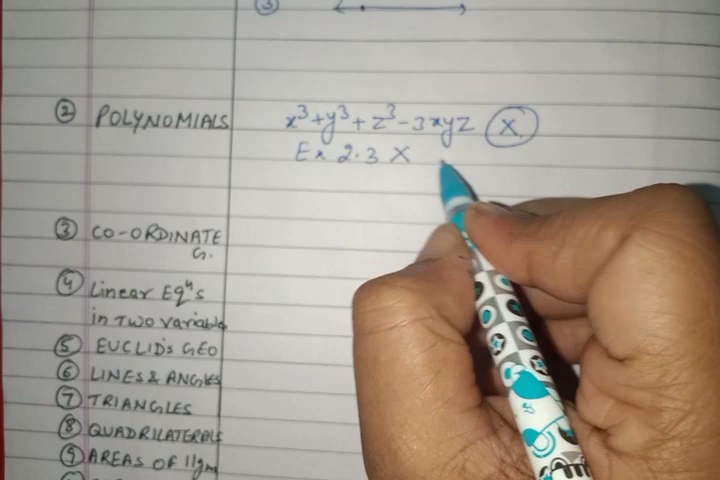 ③
② POLYNOMIALS x³+y³+z³-3xyz Ⓧ
Ex 2.3 X
③ CO-ORDINATE
G.
④ Linear Eqⁿs
in Two variable
⑤ EUCLID'S GEO
⑥ LINES & ANGLES
⑦ TRIANGLES
⑧ QUADRILATERALS
⑨ AREAS OF llgm